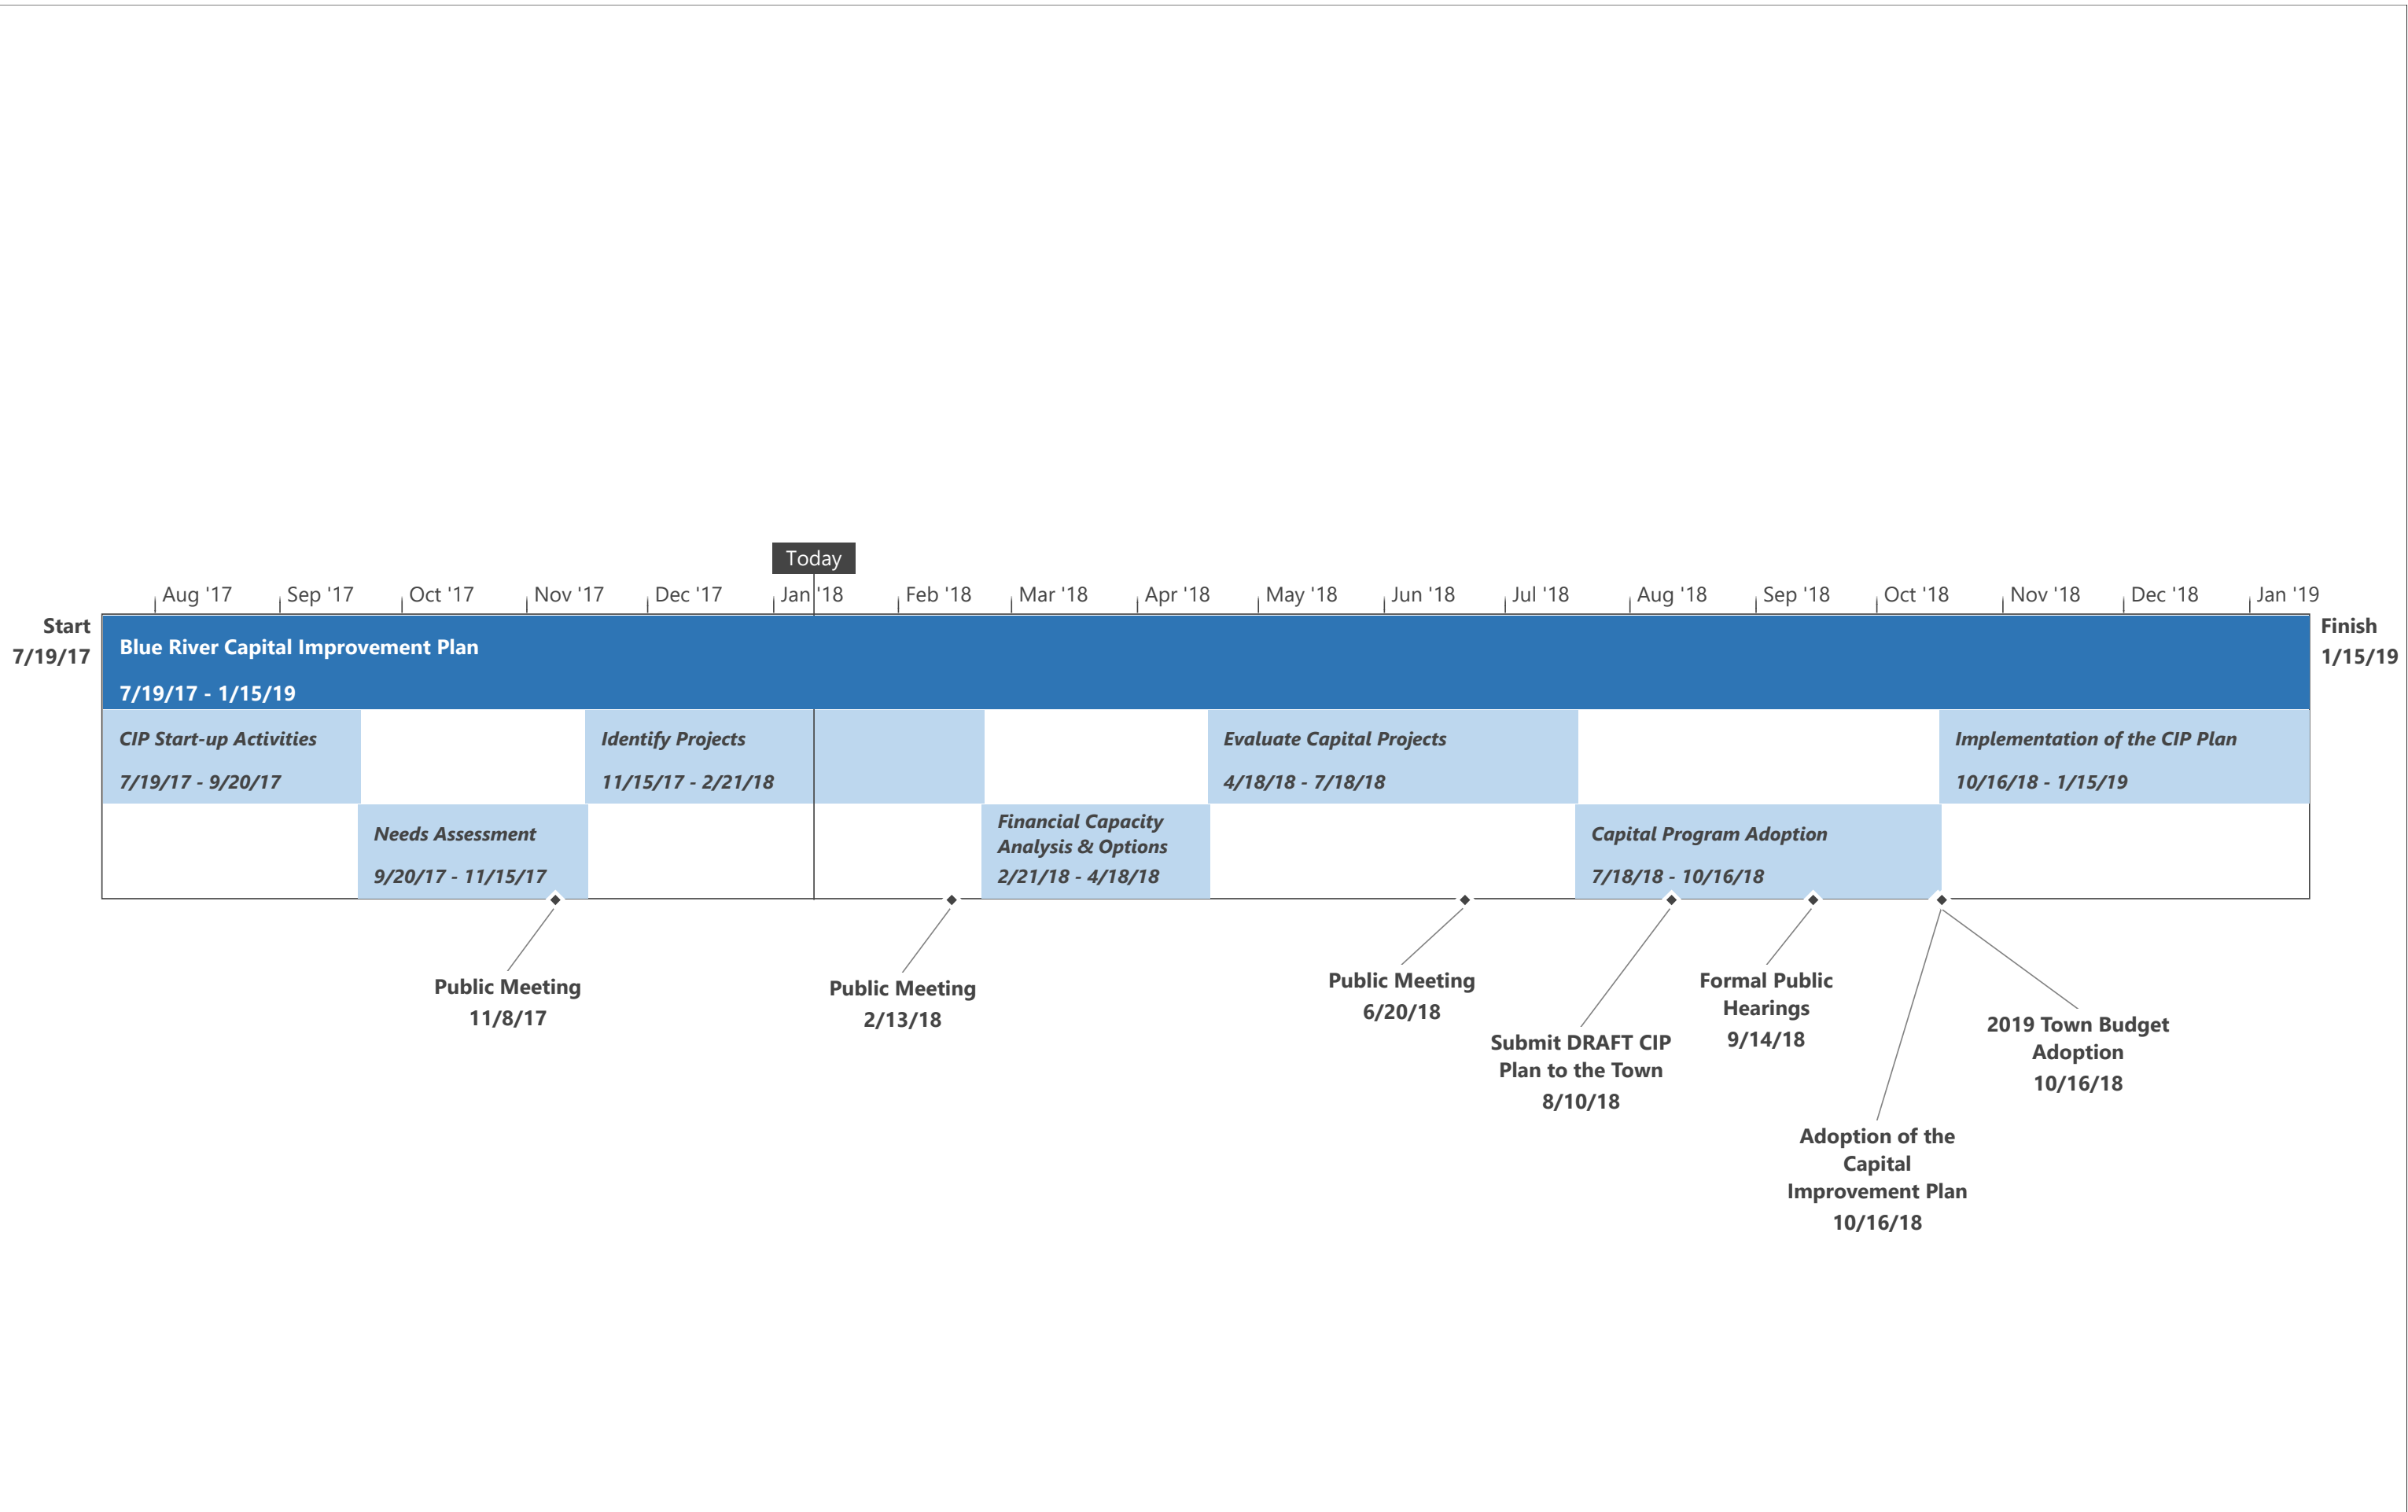 Today
Aug '17
Sep '17
Oct '17
Nov '17
Dec '17
Jan '18
Feb '18
Mar '18
Apr '18
May '18
Jun '18
Jul '18
Aug '18
Sep '18
Oct '18
Nov '18
Dec '18
Jan '19
Start
7/19/17
Blue River Capital Improvement Plan
7/19/17 - 1/15/19
Finish
1/15/19
CIP Start-up Activities
7/19/17 - 9/20/17
Identify Projects
11/15/17 - 2/21/18
Evaluate Capital Projects
4/18/18 - 7/18/18
Implementation of the CIP Plan
10/16/18 - 1/15/19
Needs Assessment
9/20/17 - 11/15/17
Financial Capacity
Analysis & Options
2/21/18 - 4/18/18
Capital Program Adoption
7/18/18 - 10/16/18
Public Meeting
11/8/17
Public Meeting
2/13/18
Public Meeting
6/20/18
Submit DRAFT CIP
Plan to the Town
8/10/18
Formal Public
Hearings
9/14/18
Adoption of the
Capital
Improvement Plan
10/16/18
2019 Town Budget
Adoption
10/16/18